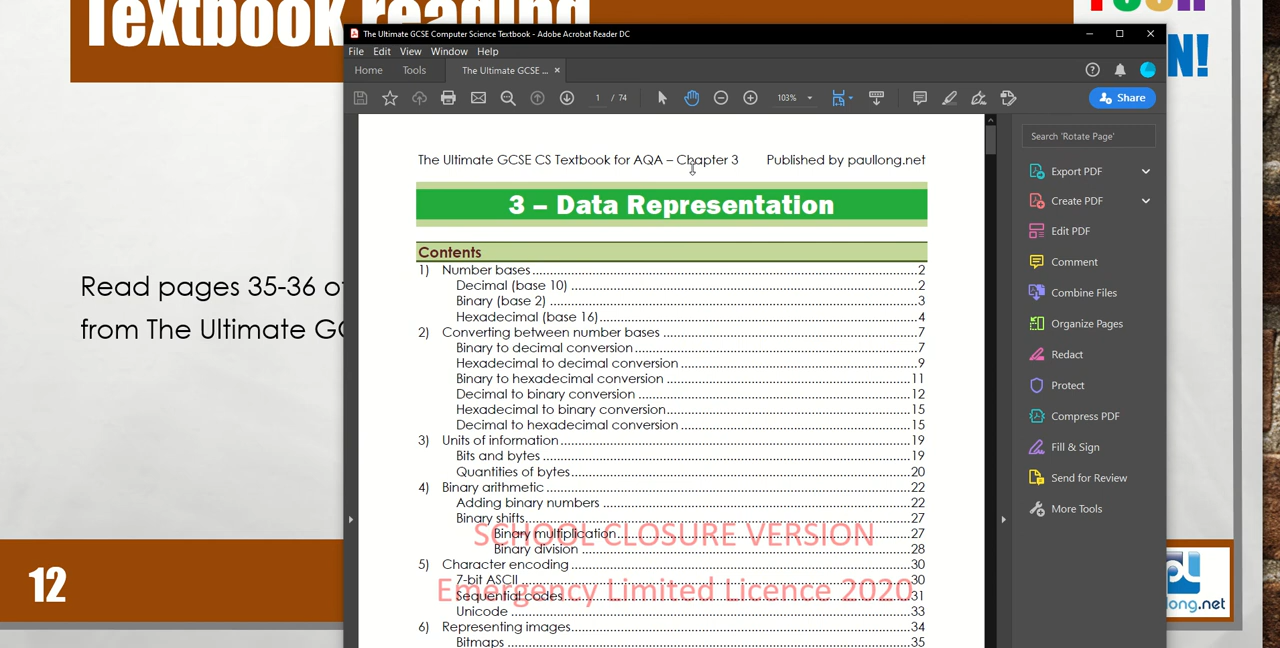 Textbook reading
Read pages 35-36 of
from The Ultimate GC
12
long.net
The Ultimate GCSE Computer Science Textbook - Adobe Acrobat Reader DC
File Edit View Window Help
Home Tools The Ultimate GCSE ... ×
1 / 74 103% Share
Search 'Rotate Page'
Export PDF
Create PDF
Edit PDF
Comment
Combine Files
Organize Pages
Redact
Protect
Compress PDF
Fill & Sign
Send for Review
More Tools
The Ultimate GCSE CS Textbook for AQA – Chapter 3 Published by paullong.net
3 – Data Representation
Contents
1) Number bases 2
Decimal (base 10) 2
Binary (base 2) 3
Hexadecimal (base 16) 4
2) Converting between number bases 7
Binary to decimal conversion 7
Hexadecimal to decimal conversion 9
Binary to hexadecimal conversion 11
Decimal to binary conversion 12
Hexadecimal to binary conversion 15
Decimal to hexadecimal conversion 15
3) Units of information 19
Bits and bytes 19
Quantities of bytes 20
4) Binary arithmetic 22
Adding binary numbers 22
Binary shifts 27
Binary multiplication 27
Binary division 28
5) Character encoding 30
7-bit ASCII 30
Sequential codes 31
Unicode 33
6) Representing images 34
Bitmaps 35
SCHOOL CLOSURE VERSION
Emergency Limited Licence 2020
N!